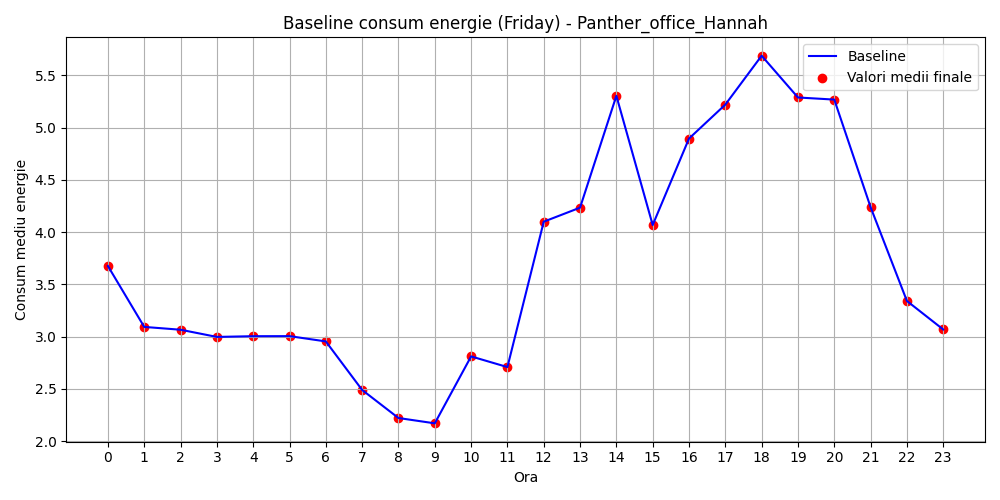 Baseline consum energie (Friday) - Panther_office_Hannah
Baseline
Valori medii finale
Consum mediu energie
5.5
5.0
4.5
4.0
3.5
3.0
2.5
2.0
0 1 2 3 4 5 6 7 8 9 10 11 12 13 14 15 16 17 18 19 20 21 22 23
Ora